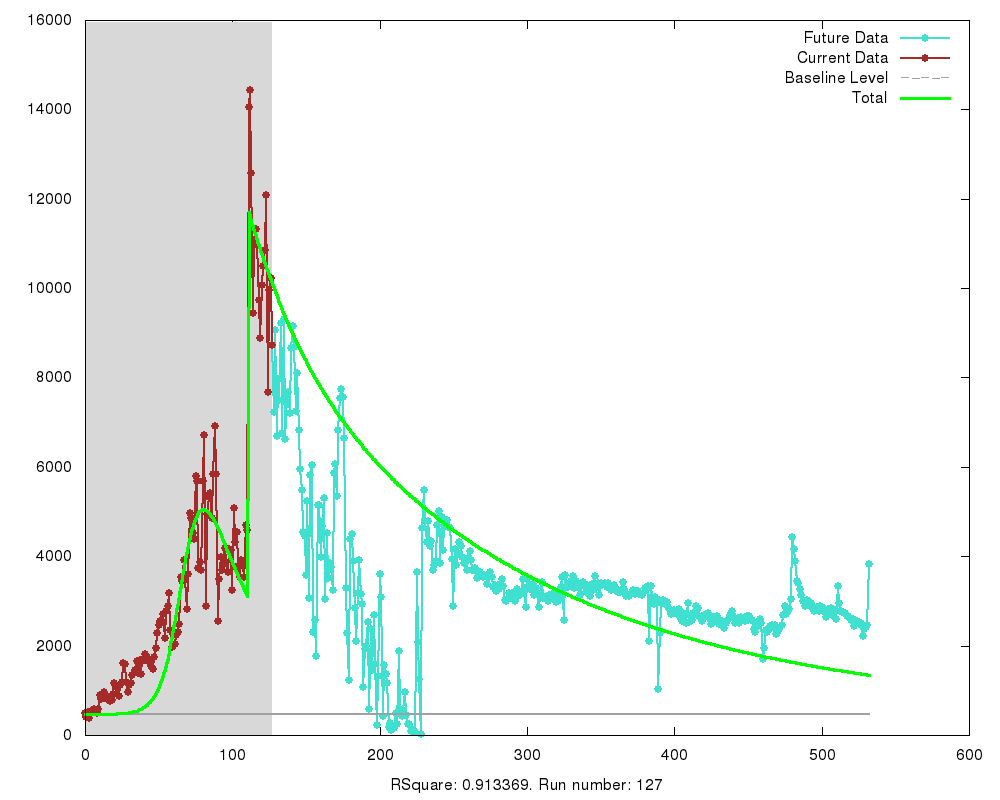 16000
14000
12000
10000
8000
6000
4000
2000
0
Future Data
Current Data
Baseline Level
Total
0 100 200 300 400 500 600
RSquare: 0.913369. Run number: 127